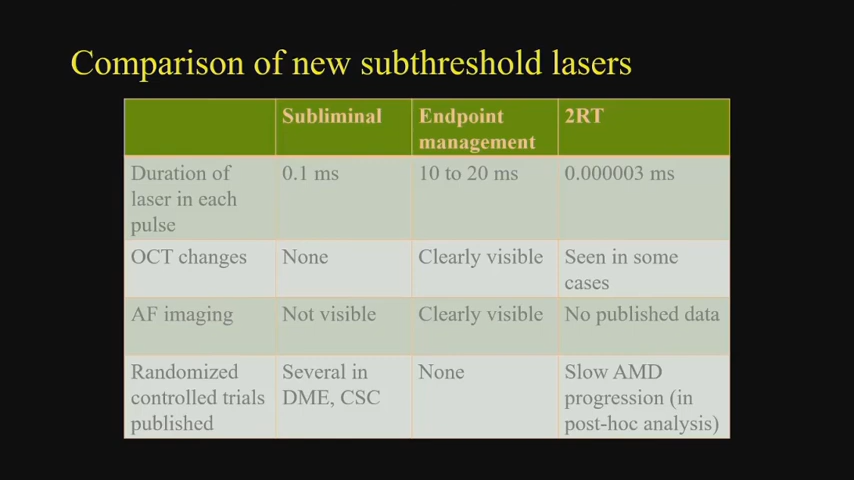 Comparison of new subthreshold lasers
Subliminal
Endpoint
management
2RT
Duration of
laser in each
pulse
0.1 ms
10 to 20 ms
0.000003 ms
OCT changes
None
Clearly visible
Seen in some
cases
AF imaging
Not visible
Clearly visible
No published data
Randomized
controlled trials
published
Several in
DME, CSC
None
Slow AMD
progression (in
post-hoc analysis)